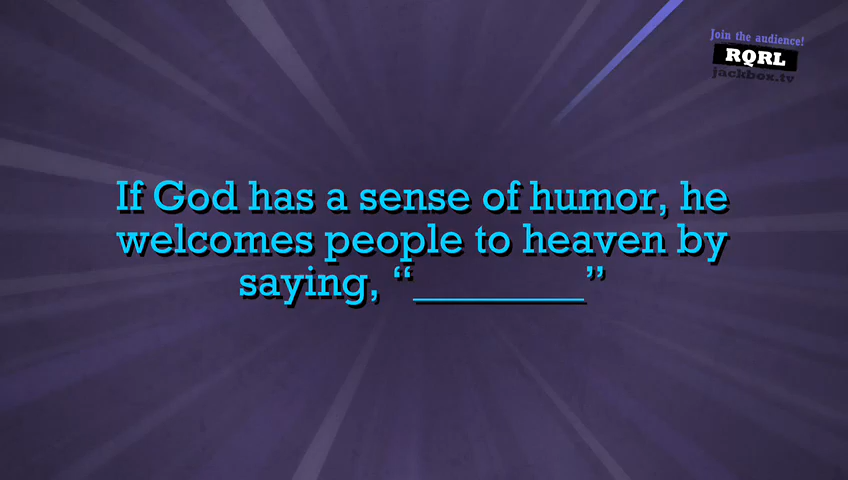 Join the audience!
RQRL
jackbox.tv
If God has a sense of humor, he
welcomes people to heaven by
saying, “________”